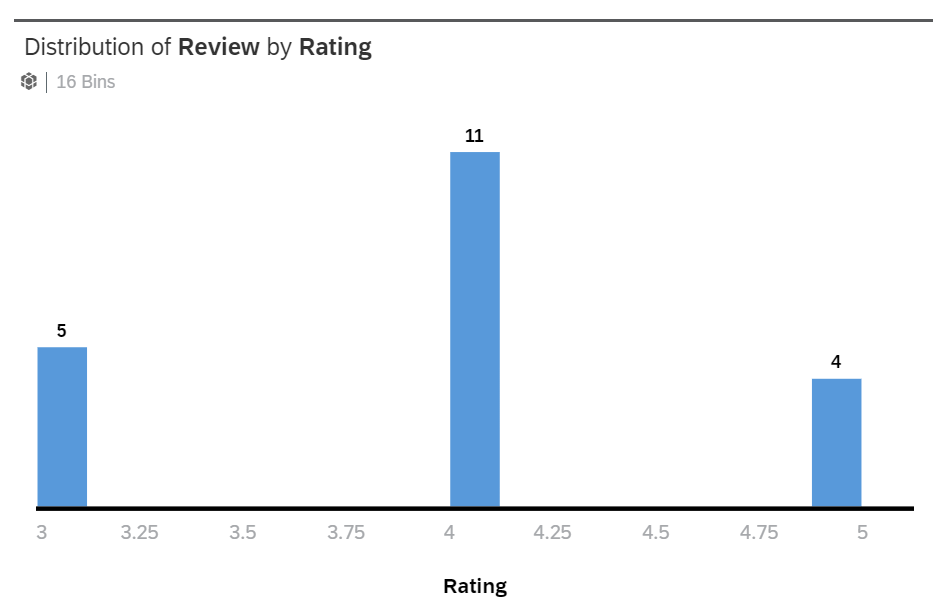 Distribution of Review by Rating
16 Bins
11
5
4
3 3.25 3.5 3.75 4 4.25 4.5 4.75 5
Rating